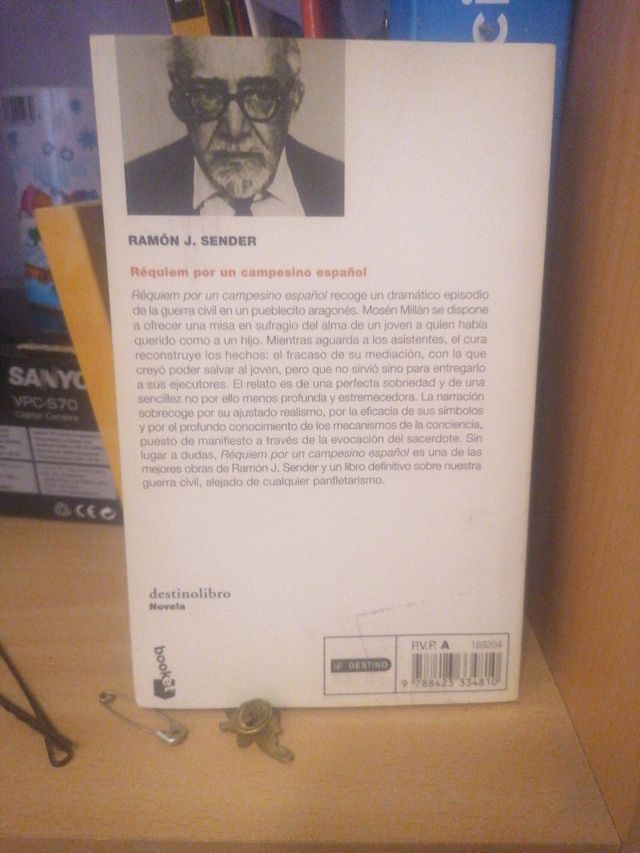 RAMÓN J. SENDER
Réquiem por un campesino español
Réquiem por un campesino español recoge un dramático episodio
de la guerra civil en un pueblecito aragonés. Mosén Millán se dispone
a ofrecer una misa en sufragio del alma de un joven a quien había
querido como a un hijo. Mientras aguarda a los asistentes, el cura
reconstruye los hechos: el fracaso de su mediación, con la que
creyó poder salvar al joven, pero que no sirvió sino para entregarlo
a sus ejecutores. El relato es de una perfecta sobriedad y de una
sencillez no por ello menos profunda y estremecedora. La narración
sobrecoge por su ajustado realismo, por la eficacia de sus símbolos
y por el profundo conocimiento de los mecanismos de la conciencia,
puesto de manifiesto a través de la evocación del sacerdote. Sin
lugar a dudas, Réquiem por un campesino español es una de las
mejores obras de Ramón J. Sender y un libro definitivo sobre nuestra
guerra civil, alejado de cualquier panfletarismo.
destinolibro
Novela
booket
DESTINO
P.V.P. A 169204
9 788423 334810
SANYO
VPC-S70
Digital Camera
CE
ci